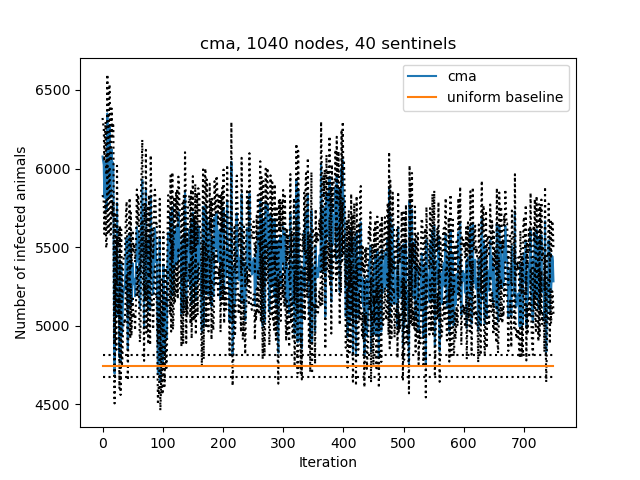 cma, 1040 nodes, 40 sentinels
cma
uniform baseline
Number of infected animals
6500
6000
5500
5000
4500
0 100 200 300 400 500 600 700
Iteration